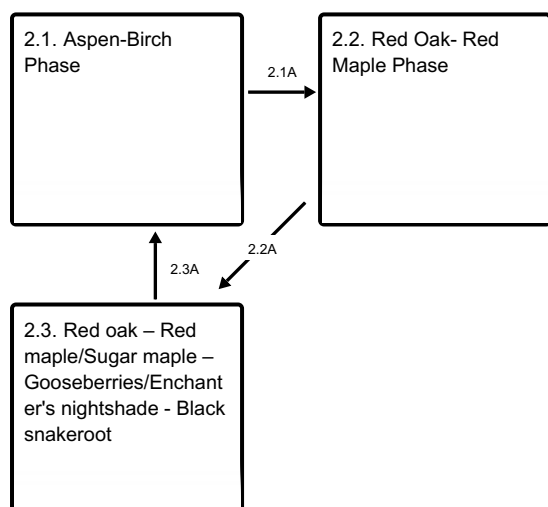 2.1. Aspen-Birch
Phase
2.1A
2.2. Red Oak- Red
Maple Phase
2.2A
2.3A
2.3. Red oak – Red
maple/Sugar maple –
Gooseberries/Enchant
er's nightshade - Black
snakeroot